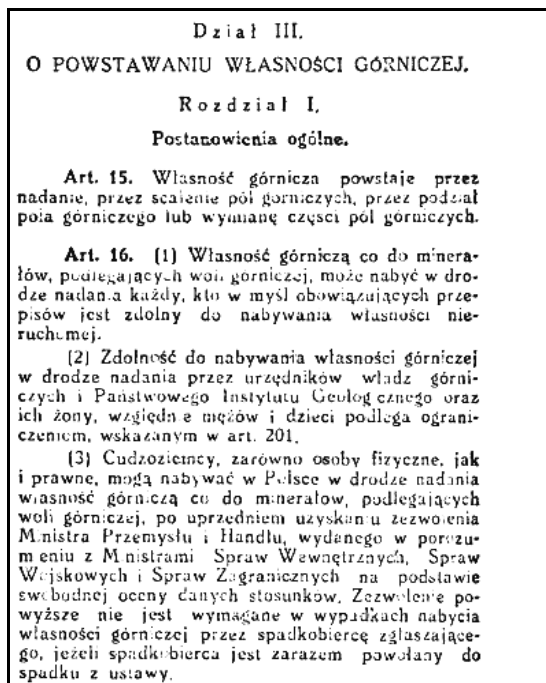 Dział III.
O POWSTAWANIU WŁASNOŚCI GÓRNICZEJ.
Rozdział I.
Postanowienia ogólne.
Art. 15. Własność górnicza powstaje przez
nadanie, przez scalenie pól górniczych, przez podział
pola górniczego lub wymianę części pól górniczych.
Art. 16. (1) Własność górniczą co do minera-
łów, podlegających woli górniczej, może nabyć w dro-
dze nadania każdy, kto w myśl obowiązujących prze-
pisów jest zdolny do nabywania własności nie-
ruchomej.
(2) Zdolność do nabywania własności górniczej
w drodze nadania przez urzędników władz górni-
czych i Państwowego Instytutu Geologicznego oraz
ich żony, względnie mężów i dzieci podlega ograni-
czeniom, wskazanym w art. 201.
(3) Cudzoziemcy, zarówno osoby fizyczne, jak
i prawne, mogą nabywać w Polsce w drodze nadania
własność górniczą co do minerałów, podlegających
woli górniczej, po uprzedniem uzyskaniu zezwolenia
Ministra Przemysłu i Handlu, wydanego w porozu-
mieniu z Ministrami Spraw Wewnętrznych, Spraw
Wojskowych i Spraw Zagranicznych na podstawie
swobodnej oceny danych stosunków. Zezwolenie po-
wyższe nie jest wymagane w wypadkach nabycia
własności górniczej przez spadkobiercę zgłaszające-
go, jeżeli spadkobierca jest zarazem powołany do
spadku z ustawy.